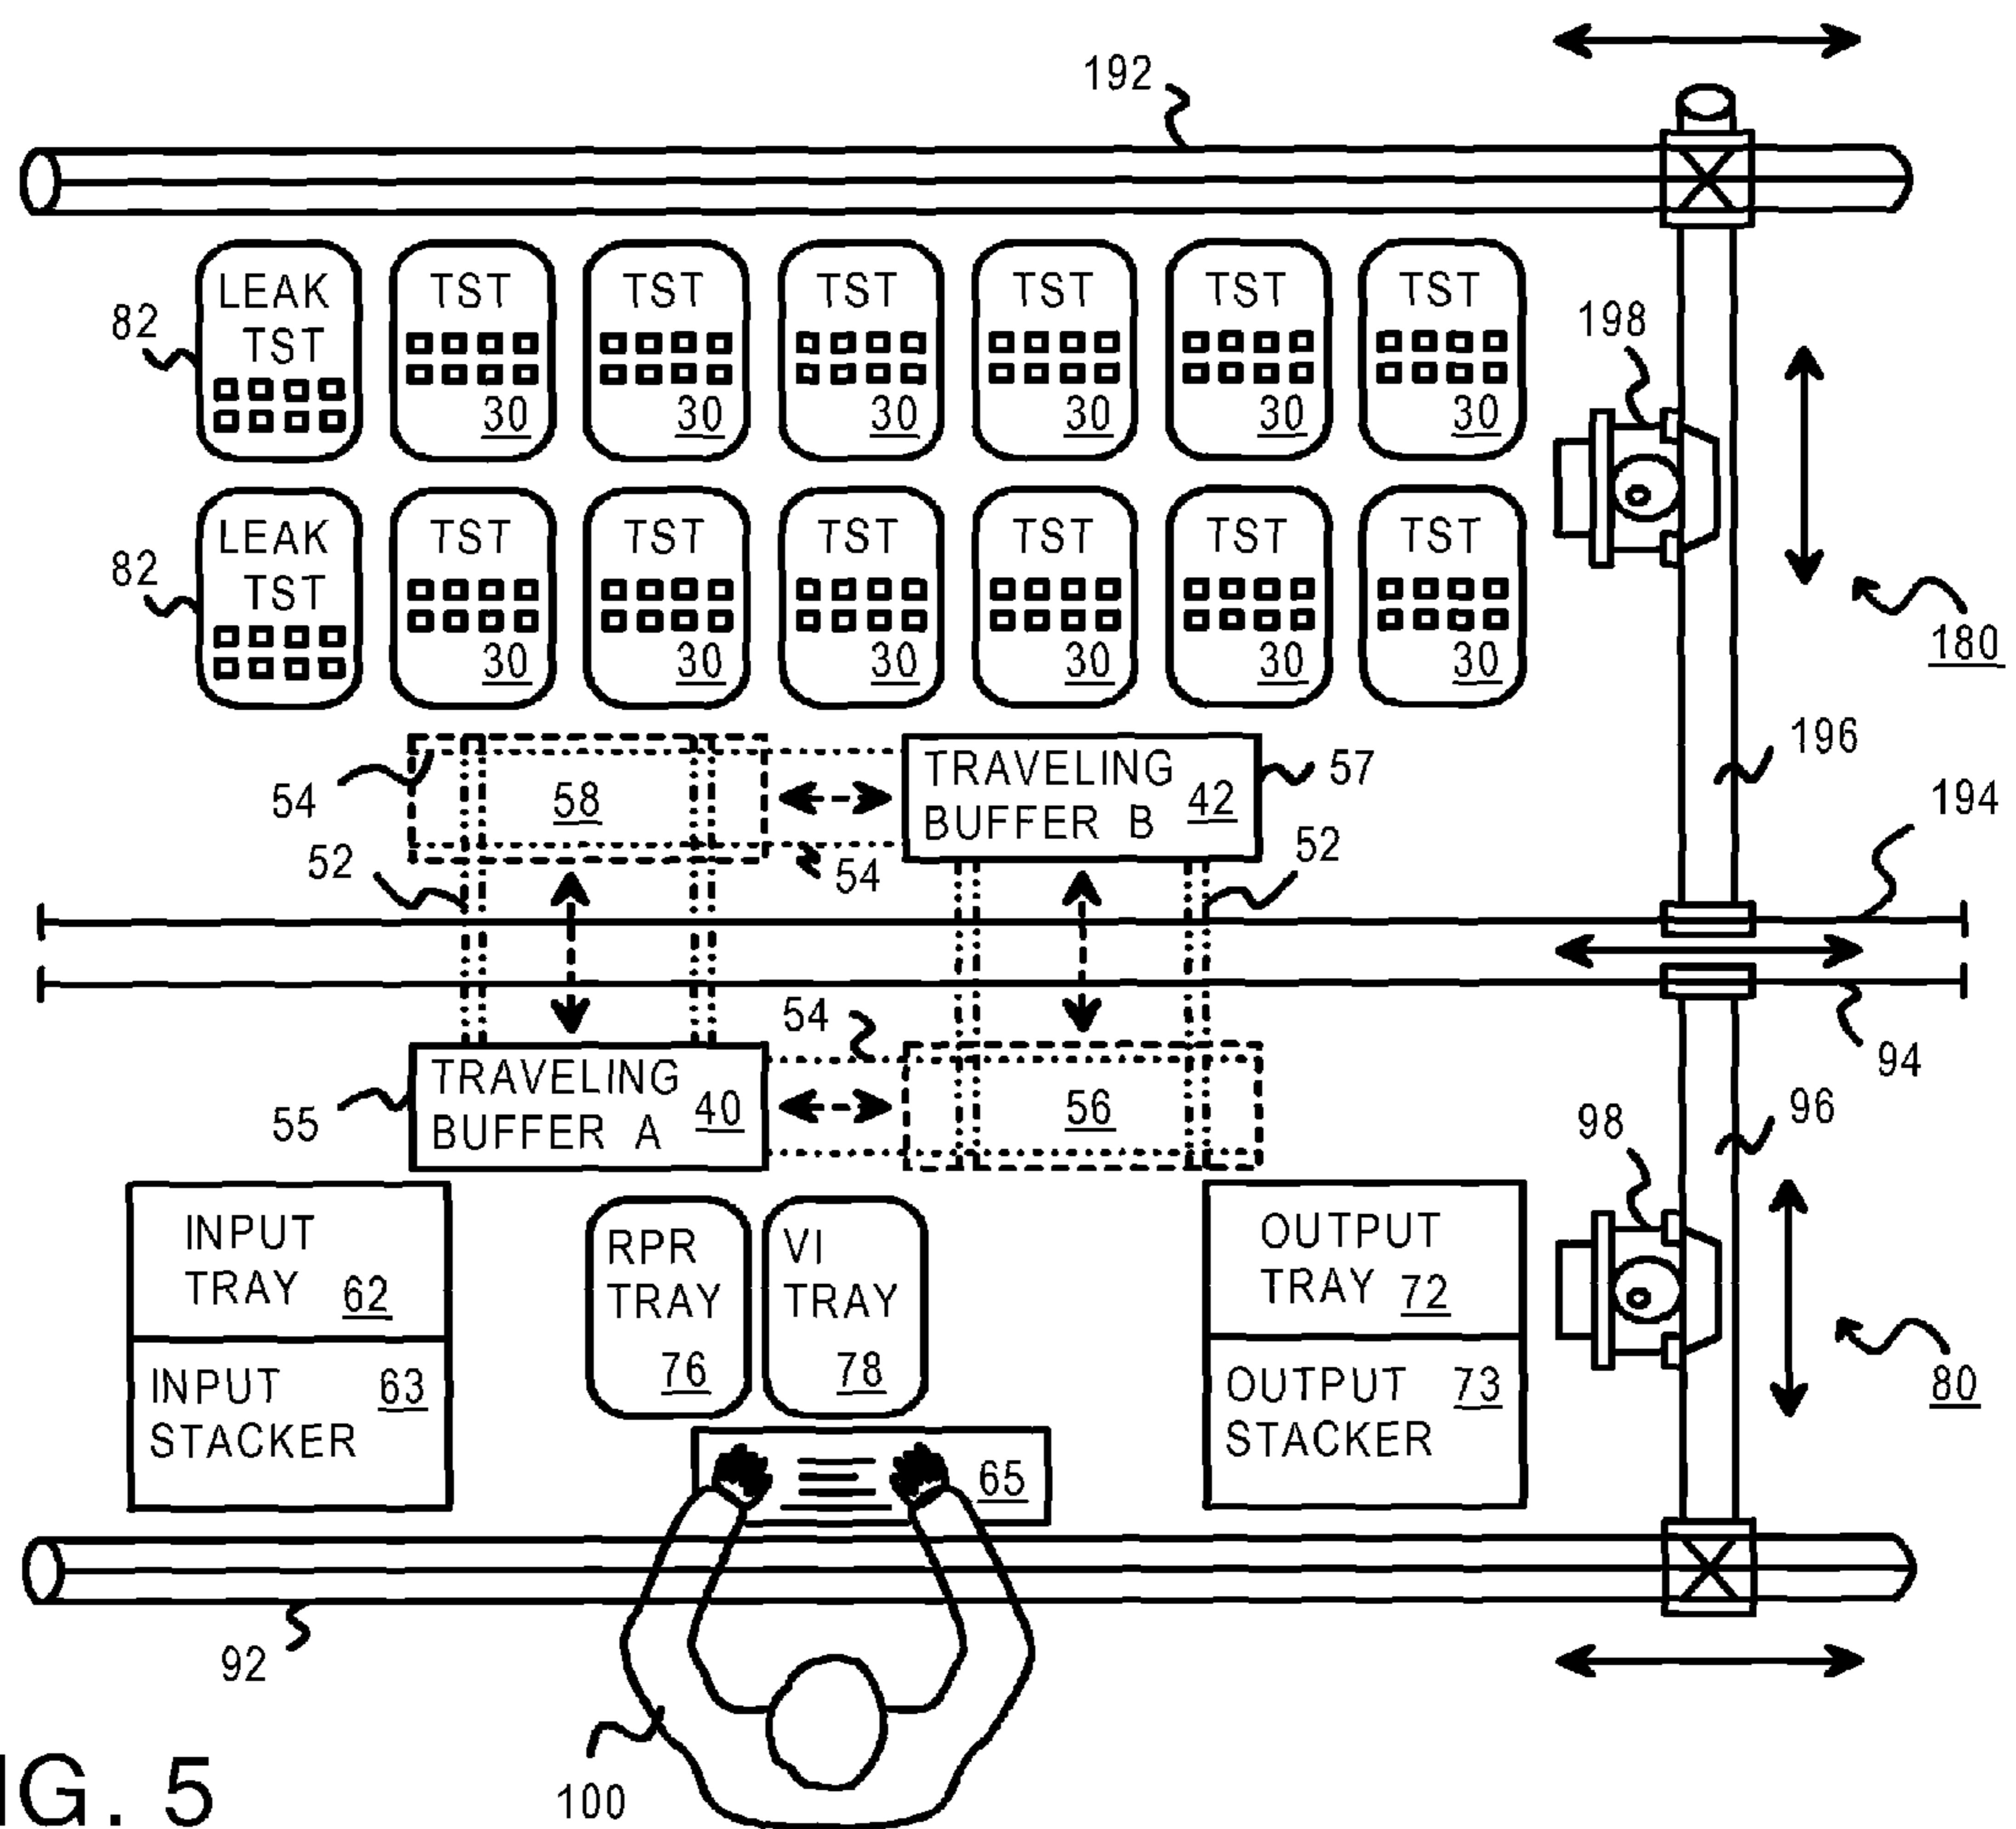 192
LEAK TST
TST 30
TST 30
TST 30
TST 30
TST 30
TST 30
82
198
LEAK TST
TST 30
TST 30
TST 30
TST 30
TST 30
TST 30
82
180
196
54
58
TRAVELING
BUFFER B 42
57
194
52
54
52
54
94
TRAVELING
BUFFER A 40
55
56
98
96
INPUT
TRAY 62
RPR
TRAY
76
VI
TRAY
78
OUTPUT
TRAY 72
INPUT 63
STACKER
OUTPUT 73
STACKER
80
65
92
100
IG. 5